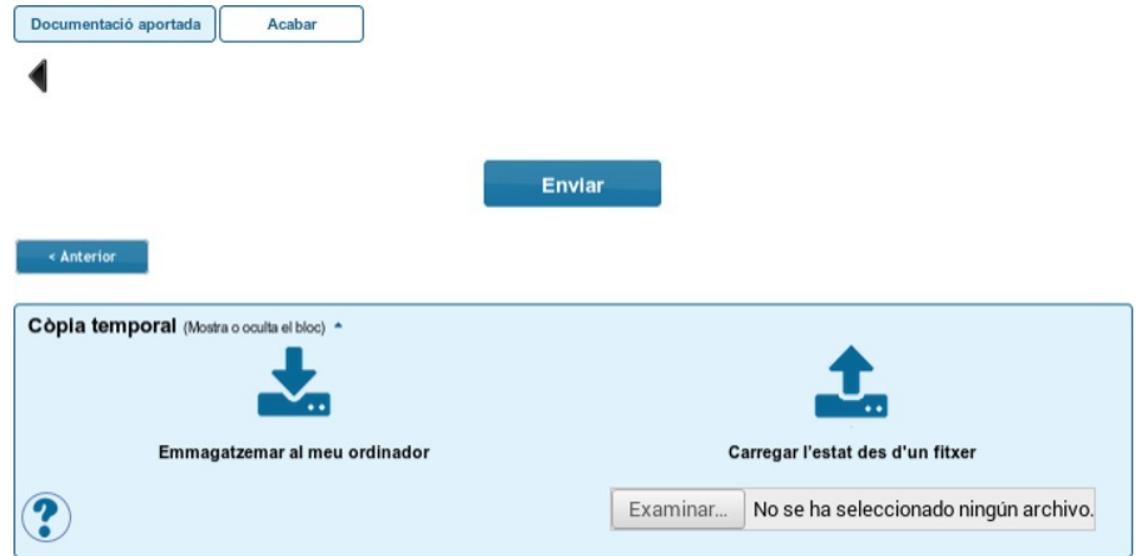 Documentació aportada
Acabar
Enviar
< Anterior
Còpia temporal (Mostra o oculta el bloc)
Emmagatzemar al meu ordinador
Carregar l'estat des d'un fitxer
Examinar... No se ha seleccionado ningún archivo.
?